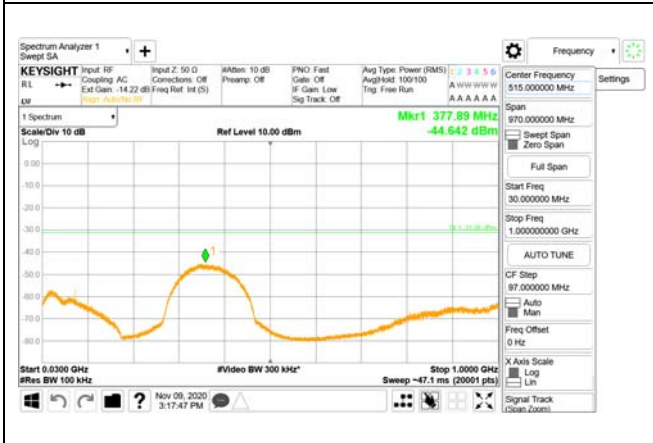 Spectrum Analyzer 1
Swept SA
+
Frequency
KEYSIGHT
RL
Input: RF
Coupling: AC
Ext Gain: -14.22 dB
Align: Auto/No RF
Input Z: 50 Ω
Corrections: Off
Freq Ref: Int (S)
#Atten: 10 dB
Preamp: Off
PNO: Fast
Gate: Off
IF Gain: Low
Sig Track: Off
Avg Type: Power (RMS)
Avg|Hold: 100/100
Trig: Free Run
1 2 3 4 5 6
A W W W W W
A A A A A A
1 Spectrum
Scale/Div 10 dB
Log
Ref Level 10.00 dBm
Mkr1 377.89 MHz
-44.642 dBm
0.00
-10.0
-20.0
-30.0
-40.0
-50.0
-60.0
-70.0
-80.0
1
Start 0.0300 GHz
#Res BW 100 kHz
#Video BW 300 kHz*
Stop 1.0000 GHz
Sweep ~47.1 ms (20001 pts)
?
Nov 09, 2020
3:17:47 PM
Center Frequency
515.000000 MHz
Settings
Span
970.000000 MHz
Swept Span
Zero Span
Full Span
Start Freq
30.000000 MHz
Stop Freq
1.000000000 GHz
AUTO TUNE
CF Step
97.000000 MHz
Auto
Man
Freq Offset
0 Hz
X Axis Scale
Log
Lin
Signal Track
(Span Zoom)